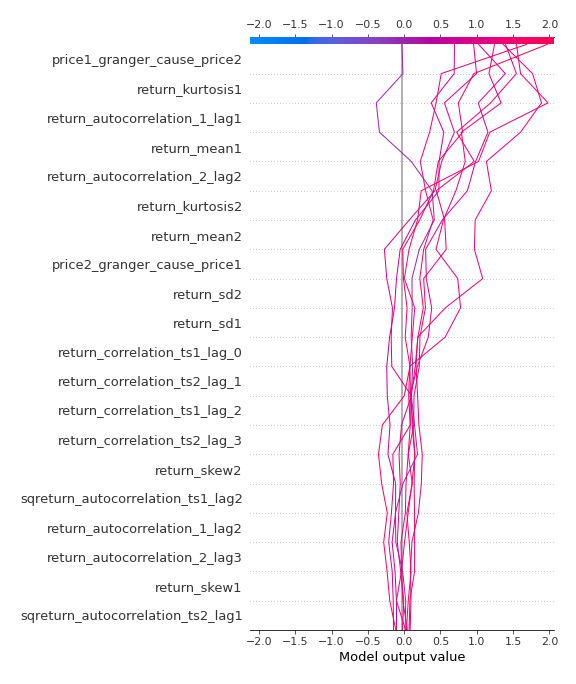 −2.0 −1.5 −1.0 −0.5 0.0 0.5 1.0 1.5 2.0
price1_granger_cause_price2
return_kurtosis1
return_autocorrelation_1_lag1
return_mean1
return_autocorrelation_2_lag2
return_kurtosis2
return_mean2
price2_granger_cause_price1
return_sd2
return_sd1
return_correlation_ts1_lag_0
return_correlation_ts2_lag_1
return_correlation_ts1_lag_2
return_correlation_ts2_lag_3
return_skew2
sqreturn_autocorrelation_ts1_lag2
return_autocorrelation_1_lag2
return_autocorrelation_2_lag3
return_skew1
sqreturn_autocorrelation_ts2_lag1
−2.0 −1.5 −1.0 −0.5 0.0 0.5 1.0 1.5 2.0
Model output value